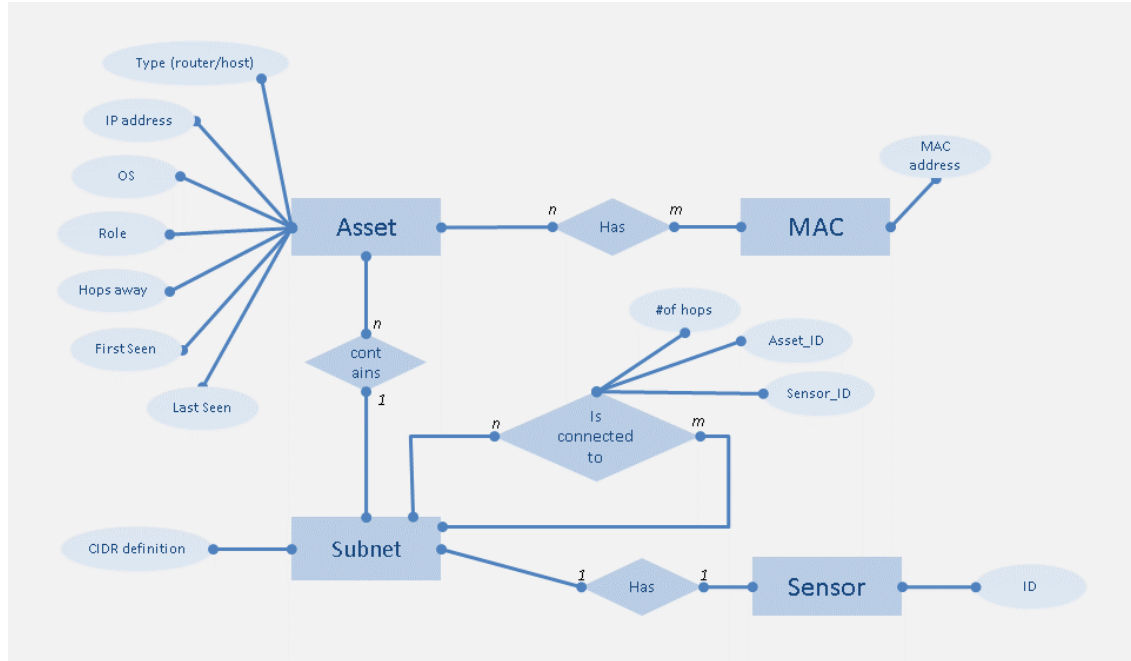 Type (router/host)
IP address
OS
Role
Hops away
First Seen
Last Seen
Asset
n
Has
m
MAC
MAC
address
n
cont
ains
1
#of hops
Asset_ID
Sensor_ID
n
Is
connected
to
m
CIDR definition
Subnet
1
Has
1
Sensor
ID